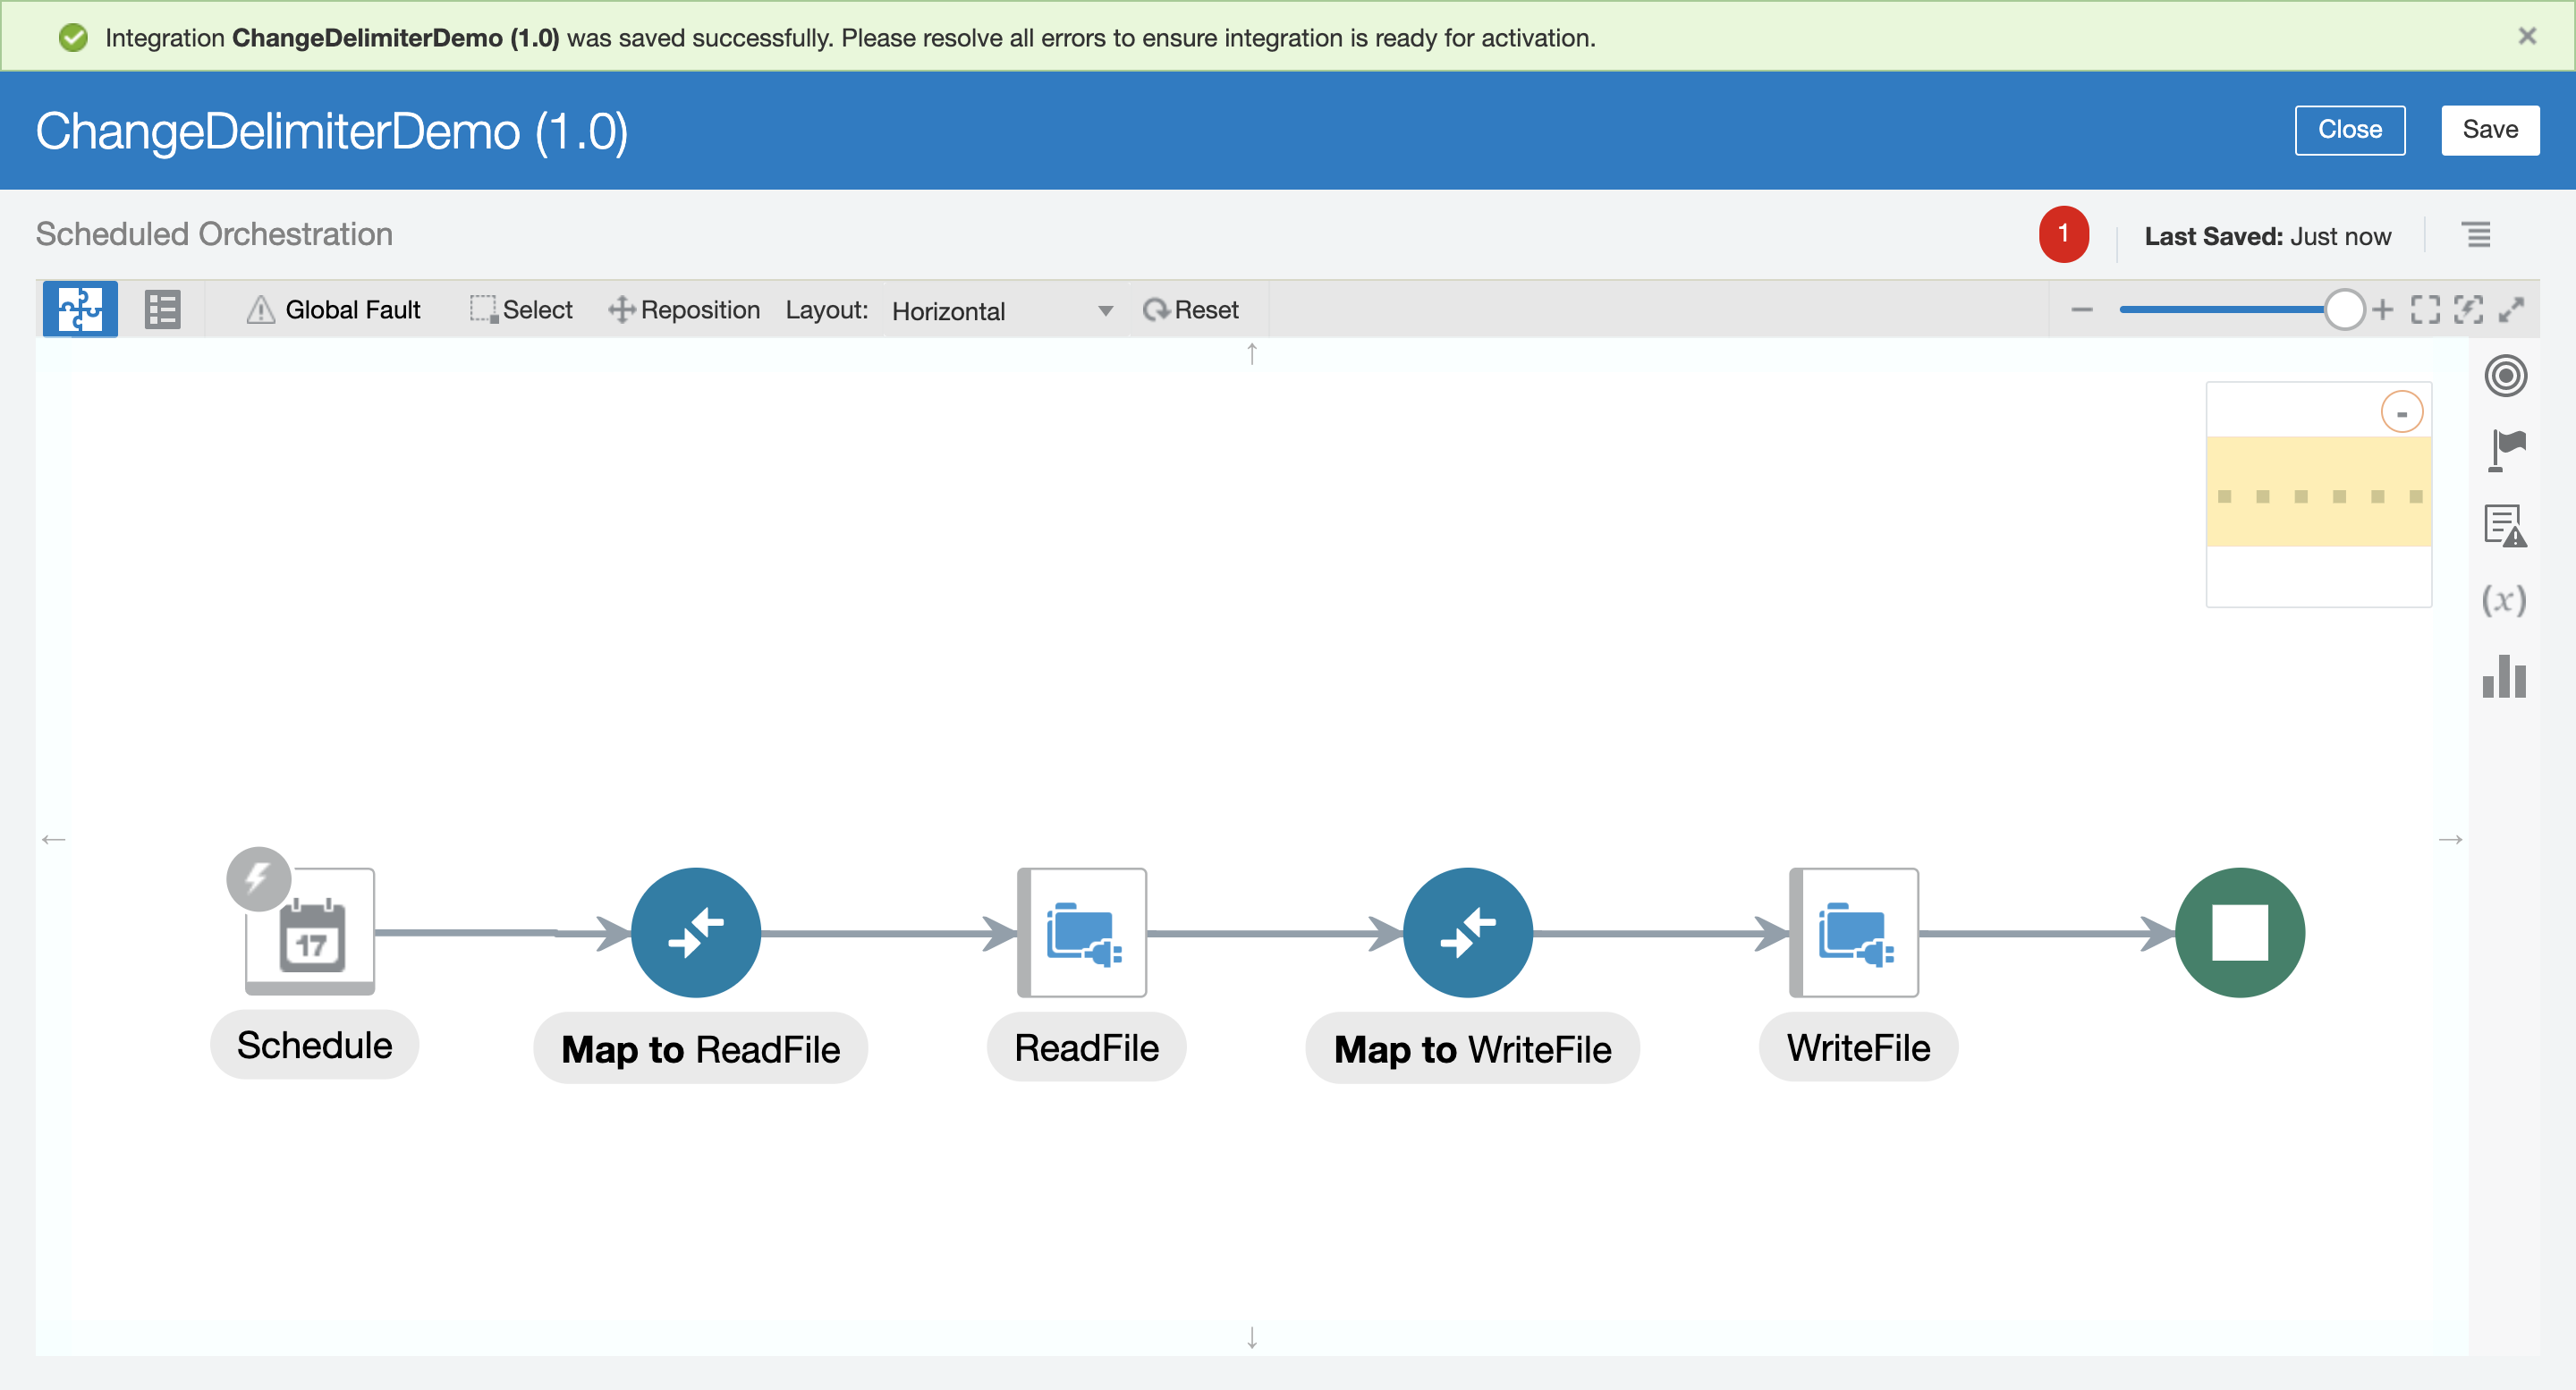 Integration ChangeDelimiterDemo (1.0) was saved successfully. Please resolve all errors to ensure integration is ready for activation.
ChangeDelimiterDemo (1.0)
Close
Save
Scheduled Orchestration
1
Last Saved: Just now
Global Fault
Select
Reposition
Layout:
Horizontal
Reset
(x)
17
Schedule
Map to ReadFile
ReadFile
Map to WriteFile
WriteFile